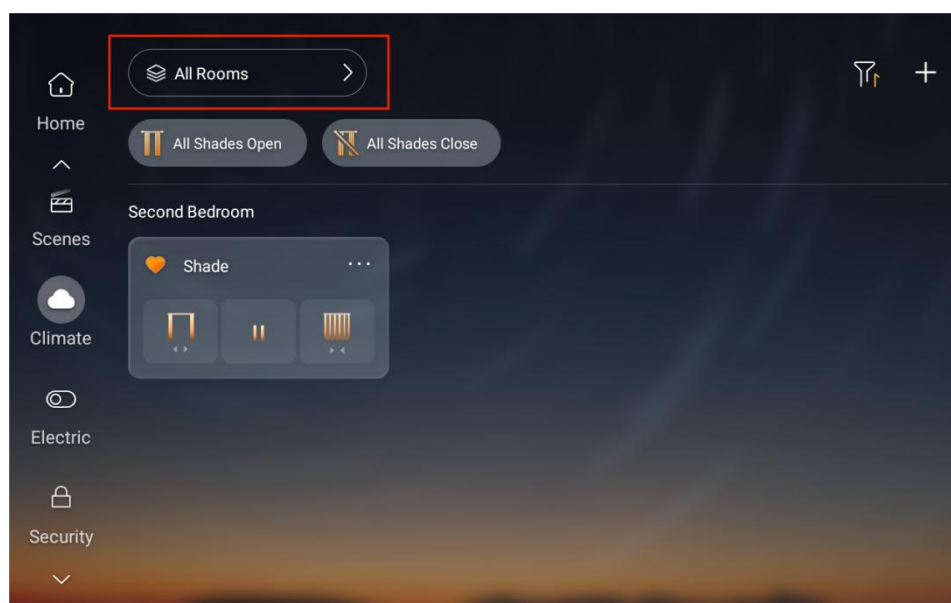 All Rooms
Home
All Shades Open
All Shades Close
Scenes
Second Bedroom
Shade
Climate
Electric
Security